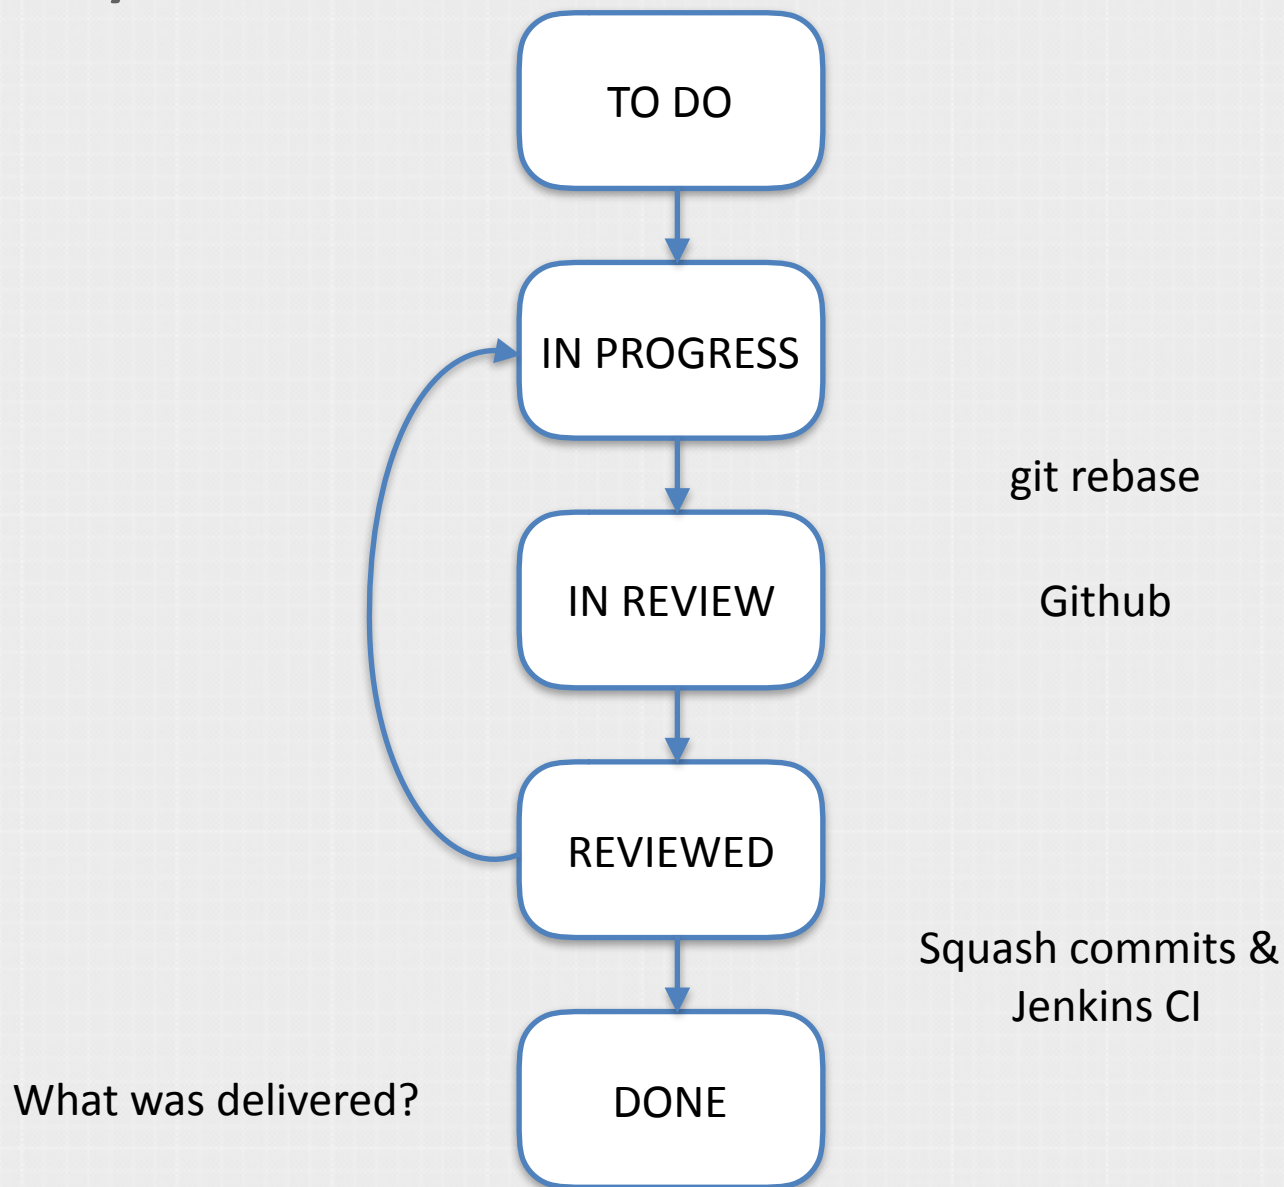 TO DO
IN PROGRESS
git rebase
IN REVIEW
Github
REVIEWED
Squash commits &
Jenkins CI
What was delivered?
DONE